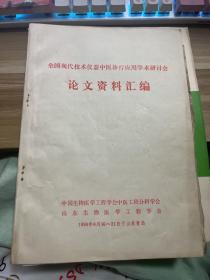 全国现代技术仪器中医诊疗应用学术研讨会
论文资料汇编
中国生物医学工程学会中医工程分科学会
山东生物医学工程学会